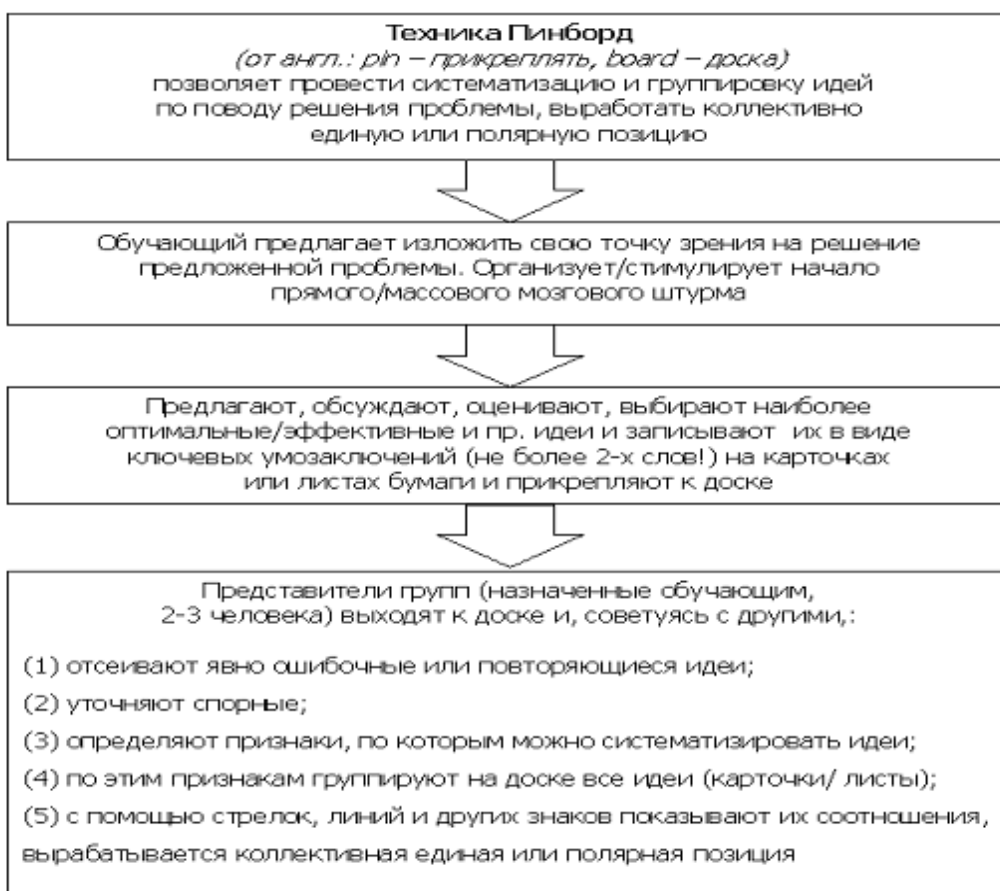 Техника Пинборд
(от англ.: pin – прикреплять, board – доска)
позволяет провести систематизацию и группировку идей
по поводу решения проблемы, выработать коллективно
единую или полярную позицию
Обучающий предлагает изложить свою точку зрения на решение
предложенной проблемы. Организует/стимулирует начало
прямого/массового мозгового штурма
Предлагают, обсуждают, оценивают, выбирают наиболее
оптимальные/эффективные и пр. идеи и записывают их в виде
ключевых умозаключений (не более 2-х слов!) на карточках
или листах бумаги и прикрепляют к доске
Представители групп (назначенные обучающим,
2-3 человека) выходят к доске и, советуясь с другими,:
(1) отсеивают явно ошибочные или повторяющиеся идеи;
(2) уточняют спорные;
(3) определяют признаки, по которым можно систематизировать идеи;
(4) по этим признакам группируют на доске все идеи (карточки/ листы);
(5) с помощью стрелок, линий и других знаков показывают их соотношения,
вырабатывается коллективная единая или полярная позиция